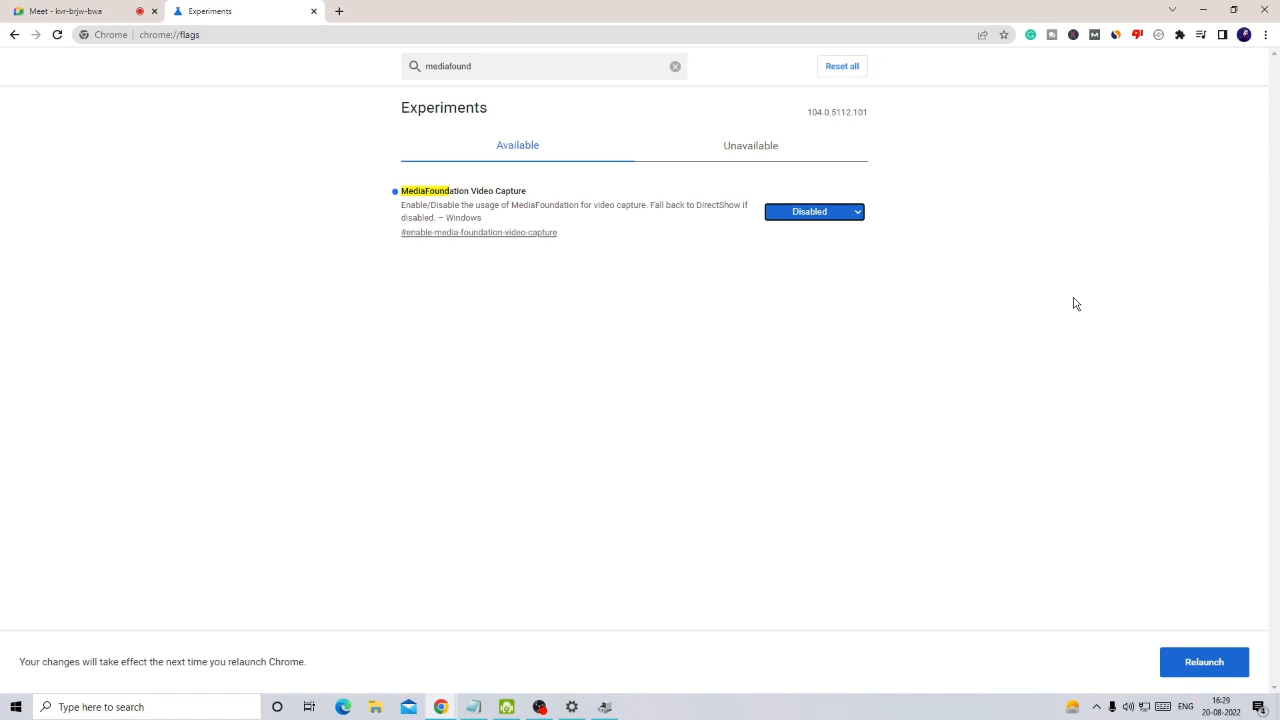 Meet - kvr-brjw-bwa
Experiments
Chrome
chrome://flags
mediafound
Reset all
Experiments
104.0.5112.101
Available
Unavailable
MediaFoundation Video Capture
Enable/Disable the usage of MediaFoundation for video capture. Fall back to DirectShow if
disabled. – Windows
#enable-media-foundation-video-capture
Disabled
Your changes will take effect the next time you relaunch Chrome.
Relaunch
Type here to search
ENG
16:29
20-08-2022
4